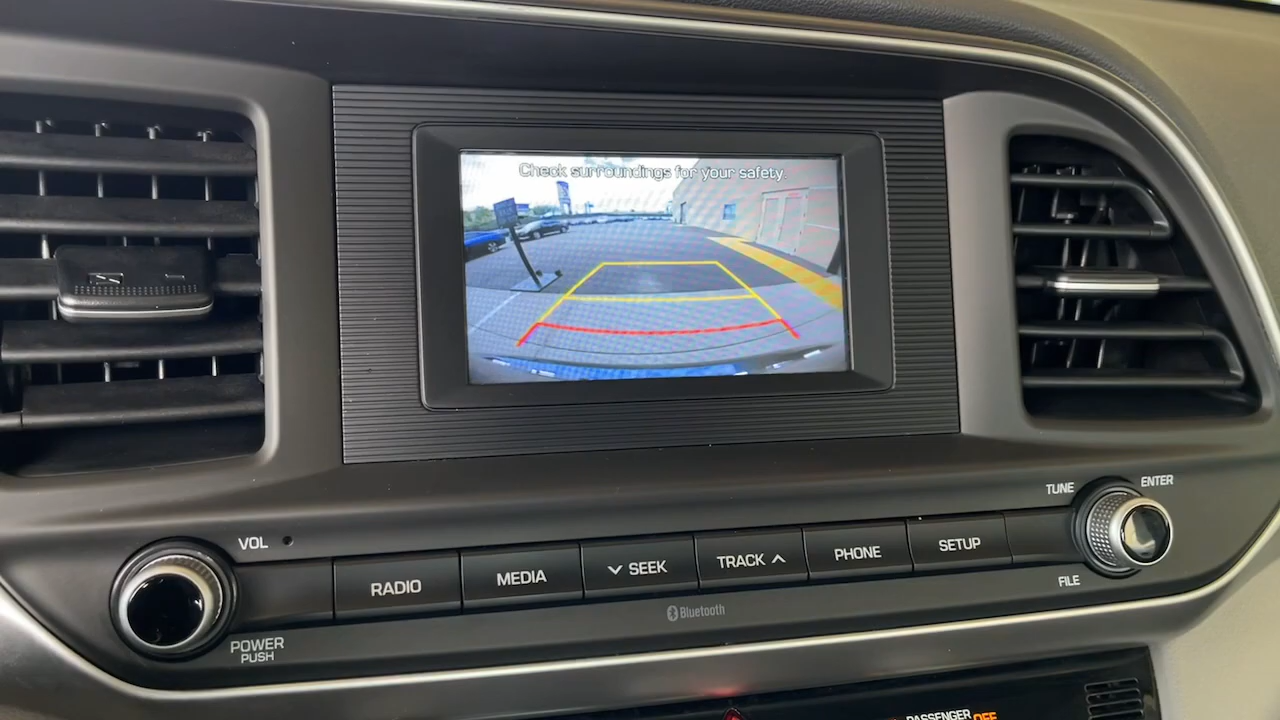 Check surroundings for your safety.
TUNE
ENTER
VOL
RADIO
MEDIA
SEEK
TRACK
PHONE
SETUP
FILE
Bluetooth
POWER
PUSH
PASSENGER OFF